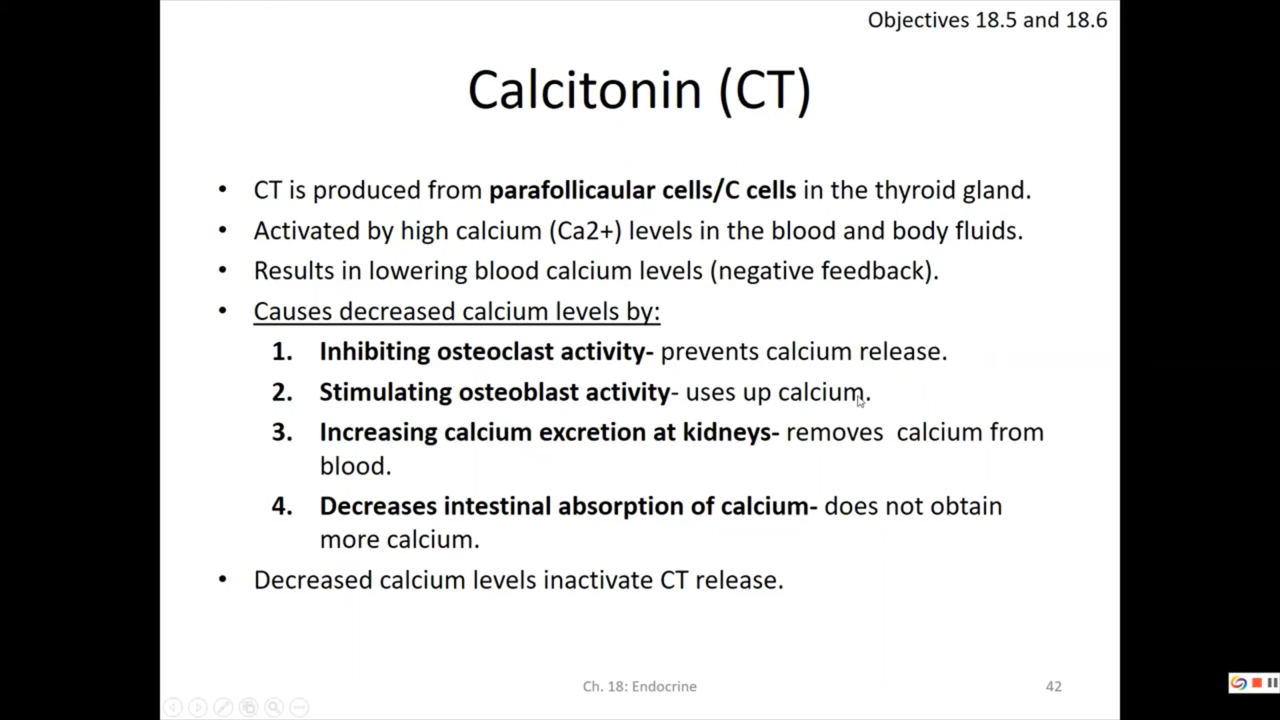 Objectives 18.5 and 18.6
Calcitonin (CT)
• CT is produced from parafollicaular cells/C cells in the thyroid gland.
• Activated by high calcium (Ca2+) levels in the blood and body fluids.
• Results in lowering blood calcium levels (negative feedback).
• Causes decreased calcium levels by:
1. Inhibiting osteoclast activity- prevents calcium release.
2. Stimulating osteoblast activity- uses up calcium.
3. Increasing calcium excretion at kidneys- removes  calcium from
blood.
4. Decreases intestinal absorption of calcium- does not obtain
more calcium.
• Decreased calcium levels inactivate CT release.
Ch. 18: Endocrine
42